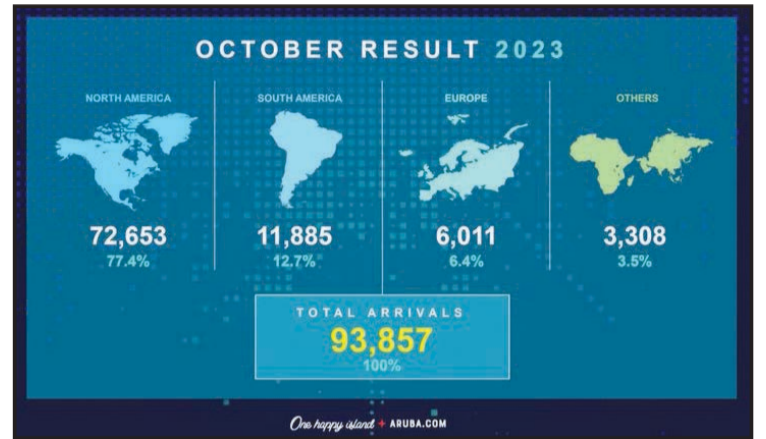 OCTOBER RESULT 2023
NORTH AMERICA
72,653
77.4%
SOUTH AMERICA
11,885
12.7%
EUROPE
6,011
6.4%
OTHERS
3,308
3.5%
TOTAL ARRIVALS
93,857
100%
One happy island + ARUBA.COM